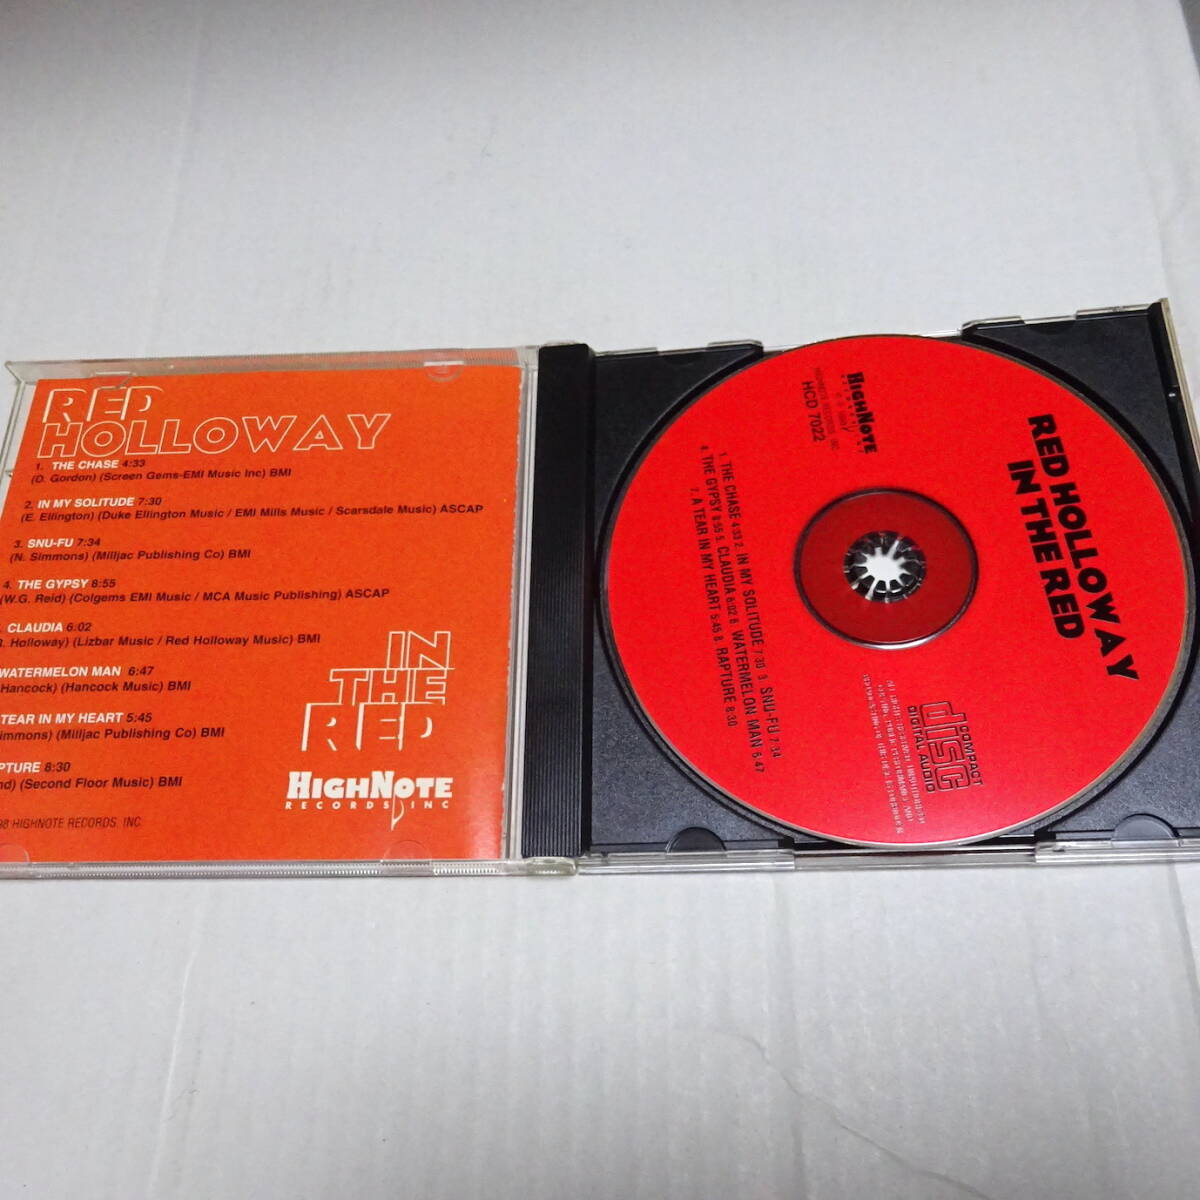 RED
HOLLOWAY
1. THE CHASE 4:33
(D. Gordon) (Screen Gems-EMI Music Inc) BMI
2. IN MY SOLITUDE 7:30
(E. Ellington) (Duke Ellington Music / EMI Mills Music / Scarsdale Music) ASCAP
3. SNU-FU 7:34
(N. Simmons) (Milljac Publishing Co) BMI
4. THE GYPSY 8:55
(W.G. Reid) (Colgems EMI Music / MCA Music Publishing) ASCAP
CLAUDIA 6:02
Holloway) (Lizbar Music / Red Holloway Music) BMI
WATERMELON MAN 6:47
Hancock) (Hancock Music) BMI
TEAR IN MY HEART 5:45
immons) (Milljac Publishing Co) BMI
PTURE 8:30
nd) (Second Floor Music) BMI
98 HIGHNOTE RECORDS, INC.
IN
THE
RED
HIGHNOTE
RECORDS, INC
RED HOLLOWAY
IN THE RED
HIGHNOTE
HCD 7022
1. THE CHASE 4:33 2. IN MY SOLITUDE 7:30 3. SNU-FU 7:34
4. THE GYPSY 8:55 5. CLAUDIA 6:02 6. WATERMELON MAN 6:47
7. A TEAR IN MY HEART 5:45 8. RAPTURE 8:30
COMPACT
disc
DIGITAL AUDIO